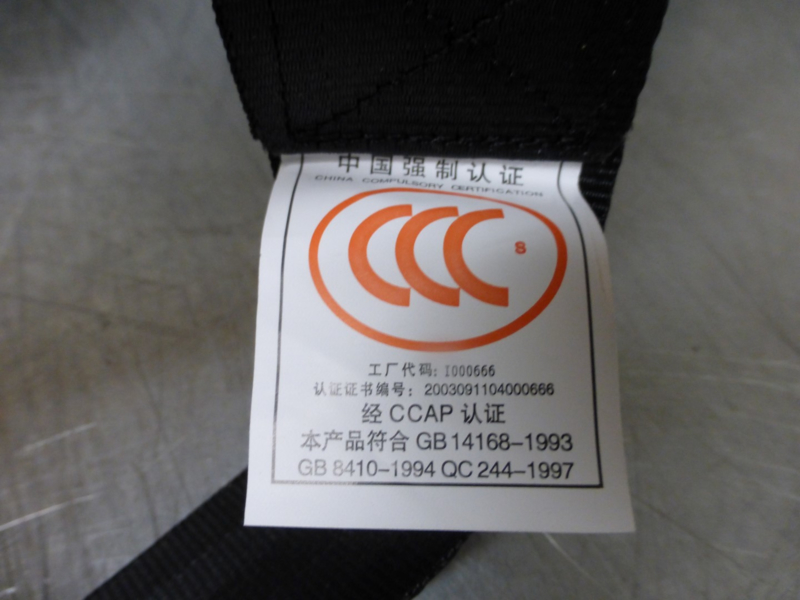 中国强制认证
CHINA COMPULSORY CERTIFICATION
CCC
8
工厂代码: I000666
认证证书编号: 2003091104000666
经 CCAP 认证
本产品符合 GB 14168–1993
GB 8410–1994 QC 244–1997